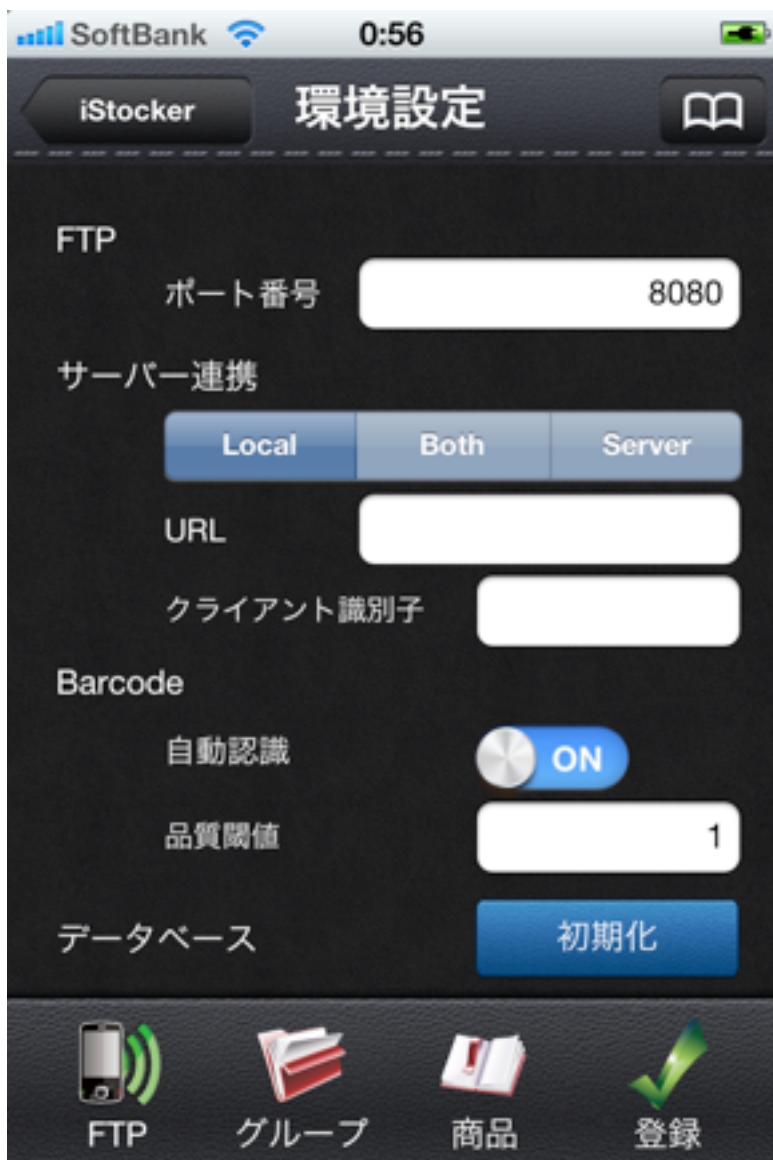 SoftBank 0:56
iStocker 環境設定
FTP
ポート番号 8080
サーバー連携
Local Both Server
URL
クライアント識別子
Barcode
自動認識 ON
品質閾値 1
データベース 初期化
FTP グループ 商品 登録